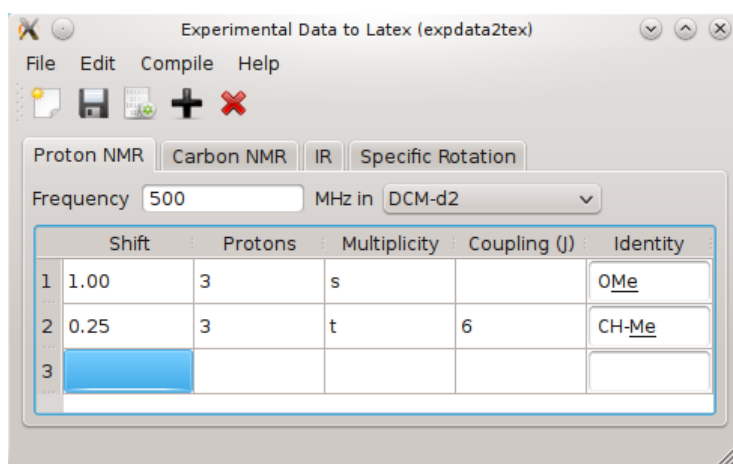 Experimental Data to Latex (expdata2tex)
File Edit Compile Help
Proton NMR Carbon NMR IR Specific Rotation
Frequency 500 MHz in DCM-d2
Shift Protons Multiplicity Coupling (J) Identity
1 1.00 3 s OMe
2 0.25 3 t 6 CH-Me
3